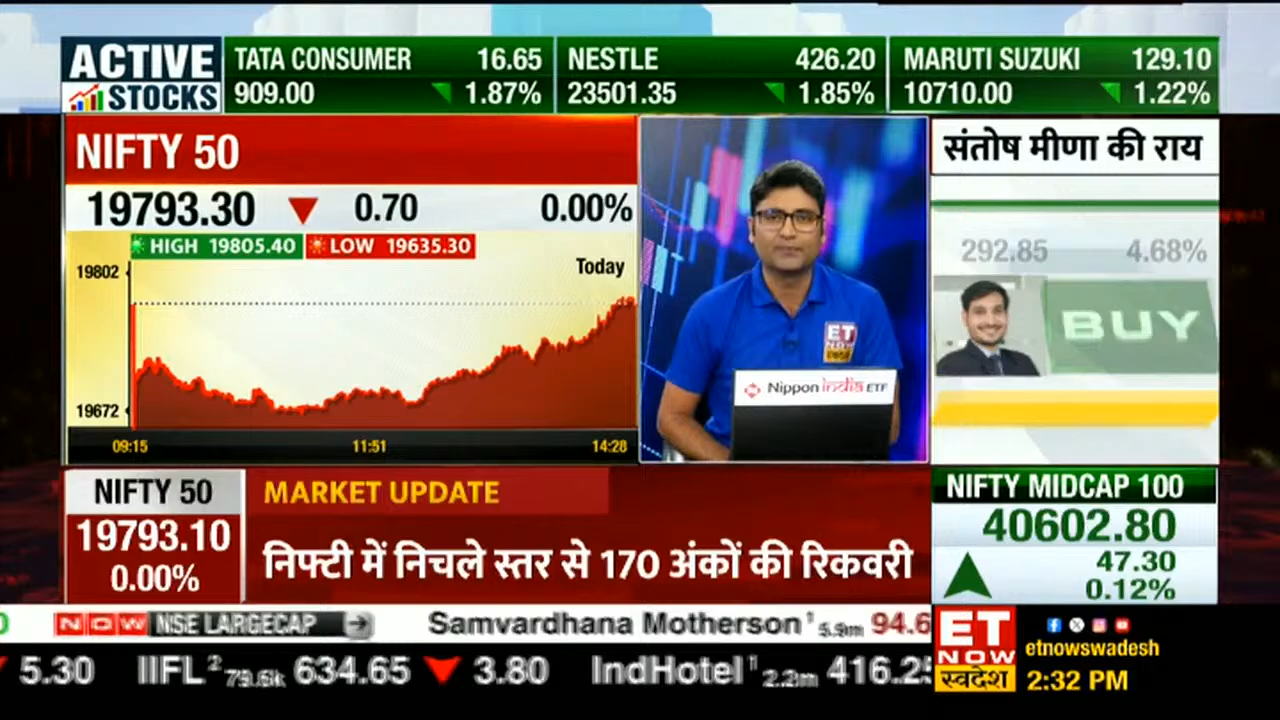 ACTIVE STOCKS
TATA CONSUMER 16.65
909.00 1.87%
NESTLE 426.20
23501.35 1.85%
MARUTI SUZUKI 129.10
10710.00 1.22%
NIFTY 50
19793.30 0.70 0.00%
HIGH 19805.40 LOW 19635.30
Today
19802
19672
09:15 11:51 14:28
ET
NOW
Nippon india ETF
संतोष मीणा की राय
292.85 4.68%
BUY
NIFTY 50
19793.10
0.00%
MARKET UPDATE
निफ्टी में निचले स्तर से 170 अंकों की रिकवरी
NIFTY MIDCAP 100
40602.80
47.30
0.12%
0 NOW NSE LARGECAP Samvardhana Motherson 5.9m 94.6
5.30 IIFL 2 79.6k 634.65 3.80 IndHotel 1 2.2m 416.25
ET
NOW
स्वदेश
etnowswadesh
2:32 PM